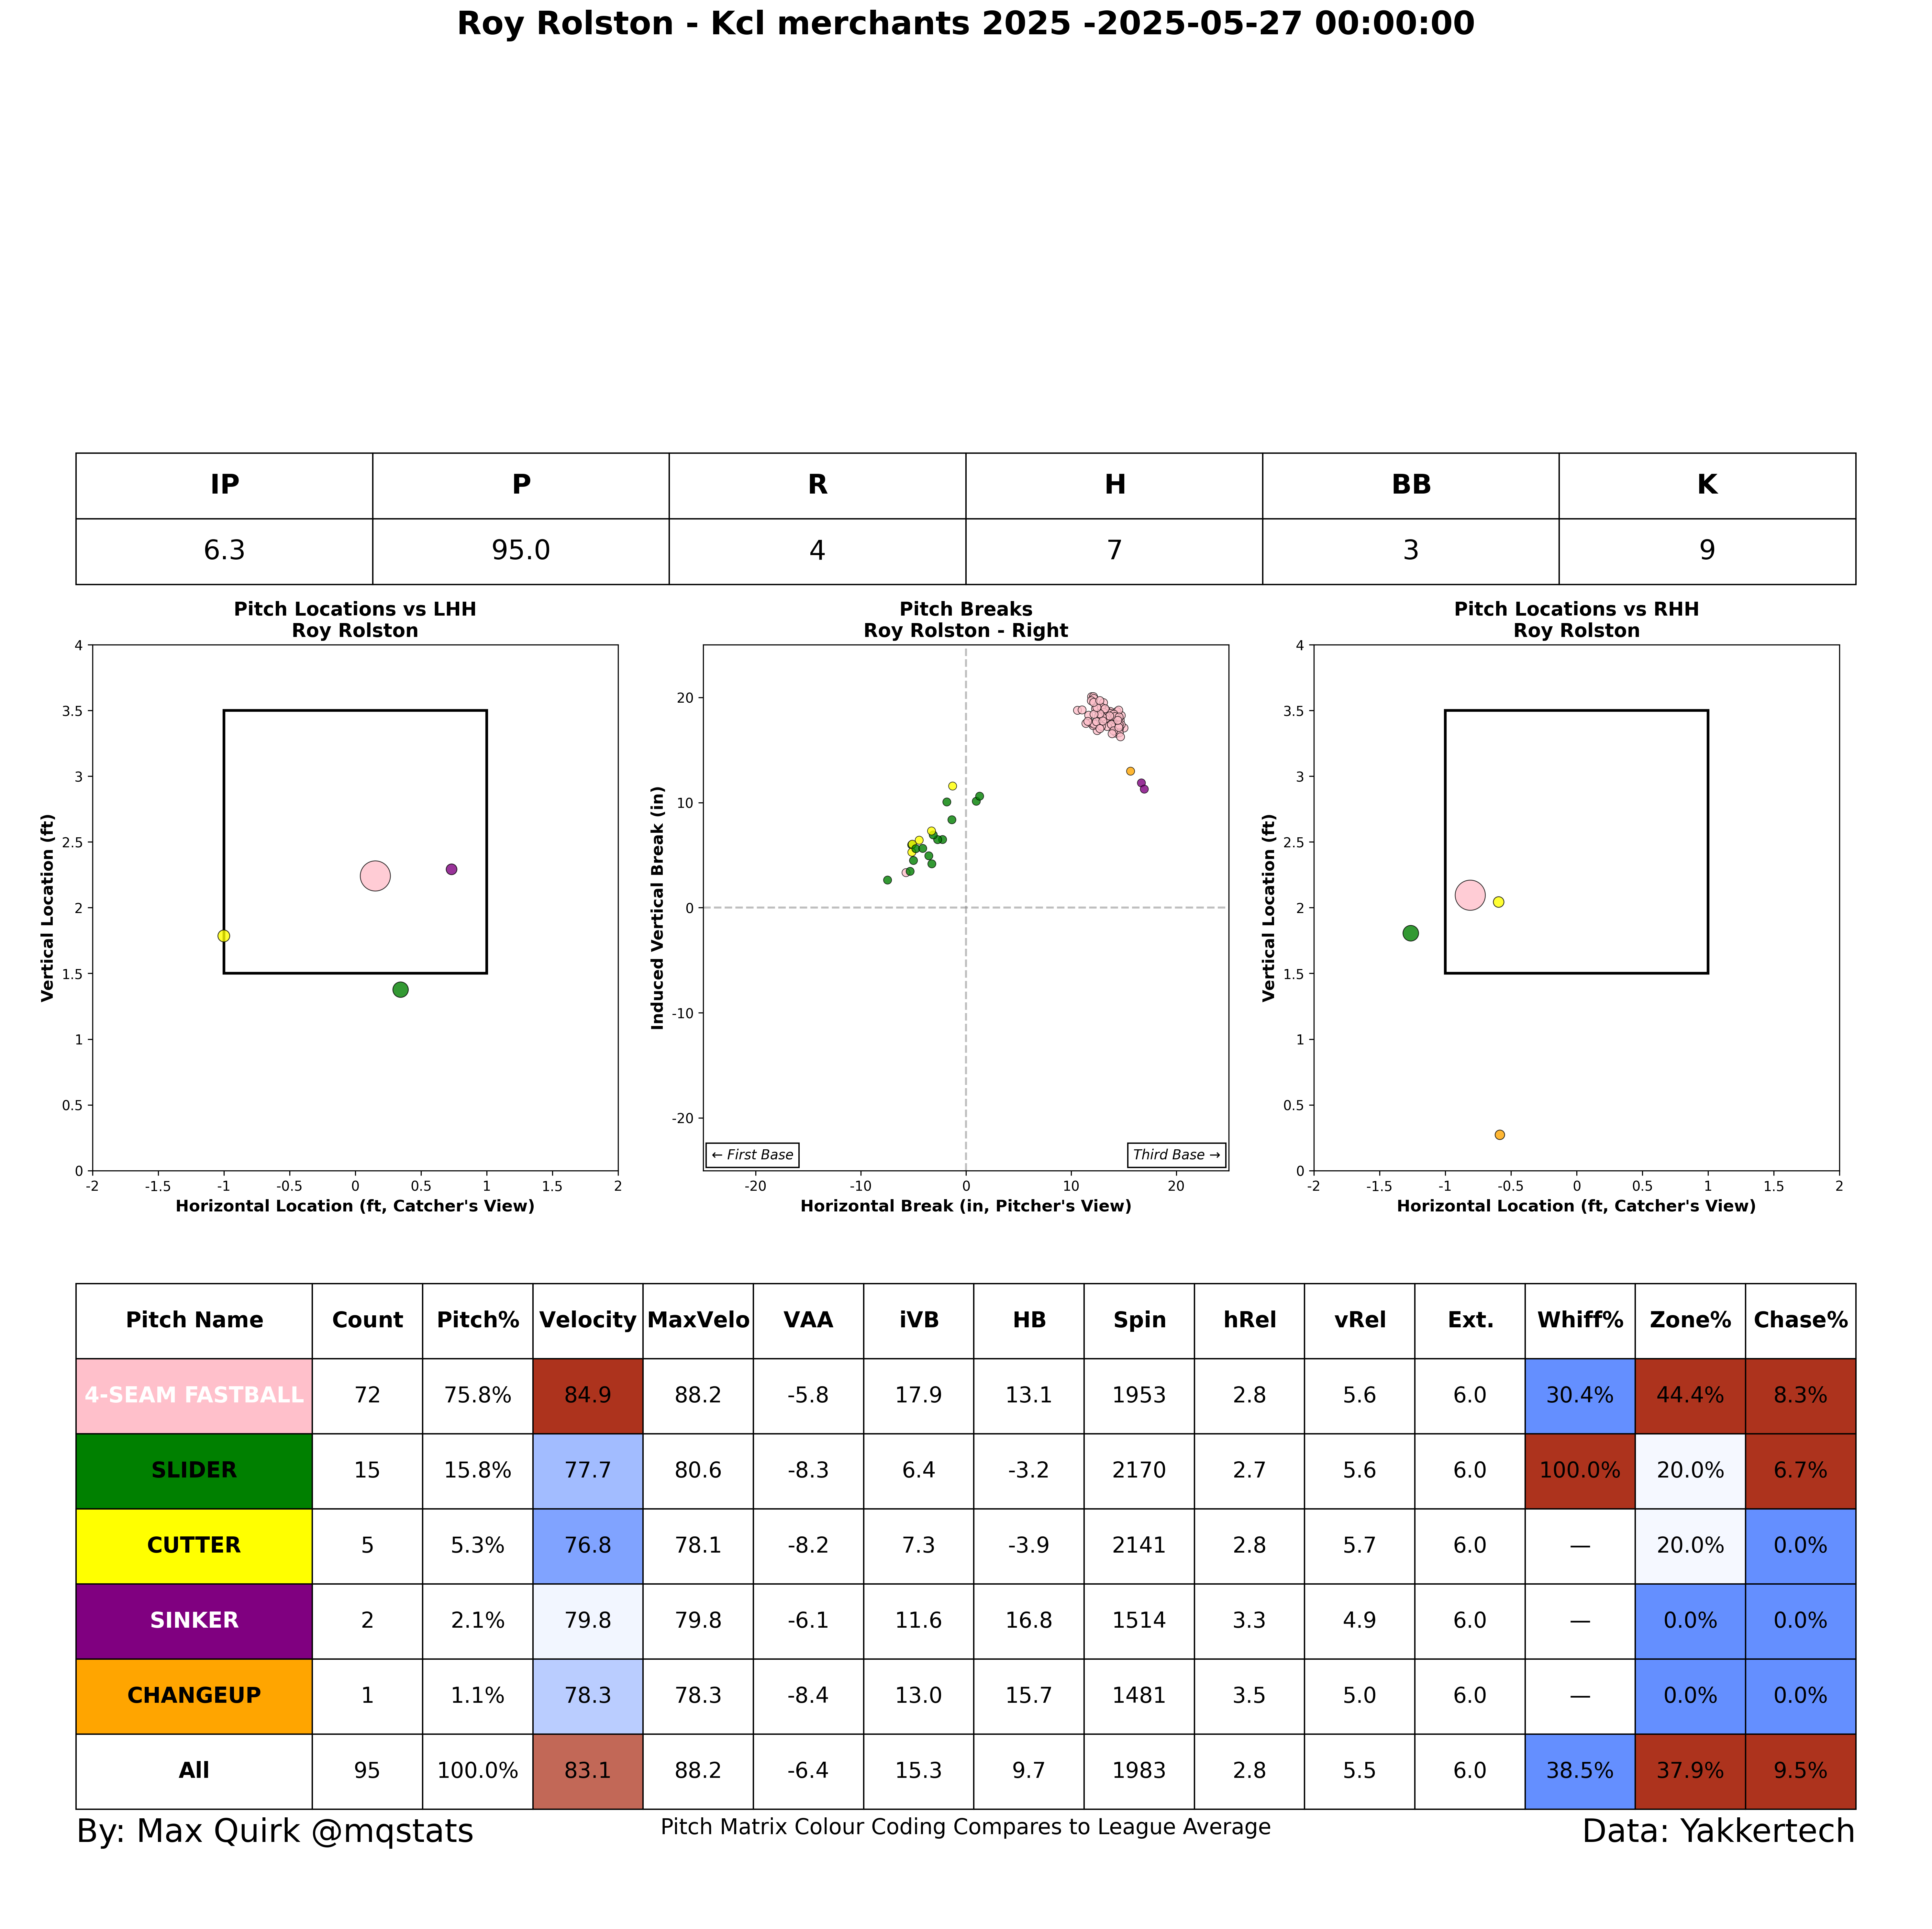 Roy Rolston - Kcl merchants 2025 -2025-05-27 00:00:00
IP P R H BB K
6.3 95.0 4 7 3 9
Pitch Locations vs LHH
Roy Rolston
4
3.5
3
2.5
2
1.5
1
0.5
0
-2 -1.5 -1 -0.5 0 0.5 1 1.5 2
Vertical Location (ft)
Horizontal Location (ft, Catcher's View)
Pitch Breaks
Roy Rolston - Right
20
10
0
-10
-20
-20 -10 0 10 20
← First Base
Third Base →
Induced Vertical Break (in)
Horizontal Break (in, Pitcher's View)
Pitch Locations vs RHH
Roy Rolston
4
3.5
3
2.5
2
1.5
1
0.5
0
-2 -1.5 -1 -0.5 0 0.5 1 1.5 2
Vertical Location (ft)
Horizontal Location (ft, Catcher's View)
Pitch Name Count Pitch% Velocity MaxVelo VAA iVB HB Spin hRel vRel Ext. Whiff% Zone% Chase%
4-SEAM FASTBALL 72 75.8% 84.9 88.2 -5.8 17.9 13.1 1953 2.8 5.6 6.0 30.4% 44.4% 8.3%
SLIDER 15 15.8% 77.7 80.6 -8.3 6.4 -3.2 2170 2.7 5.6 6.0 100.0% 20.0% 6.7%
CUTTER 5 5.3% 76.8 78.1 -8.2 7.3 -3.9 2141 2.8 5.7 6.0 — 20.0% 0.0%
SINKER 2 2.1% 79.8 79.8 -6.1 11.6 16.8 1514 3.3 4.9 6.0 — 0.0% 0.0%
CHANGEUP 1 1.1% 78.3 78.3 -8.4 13.0 15.7 1481 3.5 5.0 6.0 — 0.0% 0.0%
All 95 100.0% 83.1 88.2 -6.4 15.3 9.7 1983 2.8 5.5 6.0 38.5% 37.9% 9.5%
By: Max Quirk @mqstats
Pitch Matrix Colour Coding Compares to League Average
Data: Yakkertech